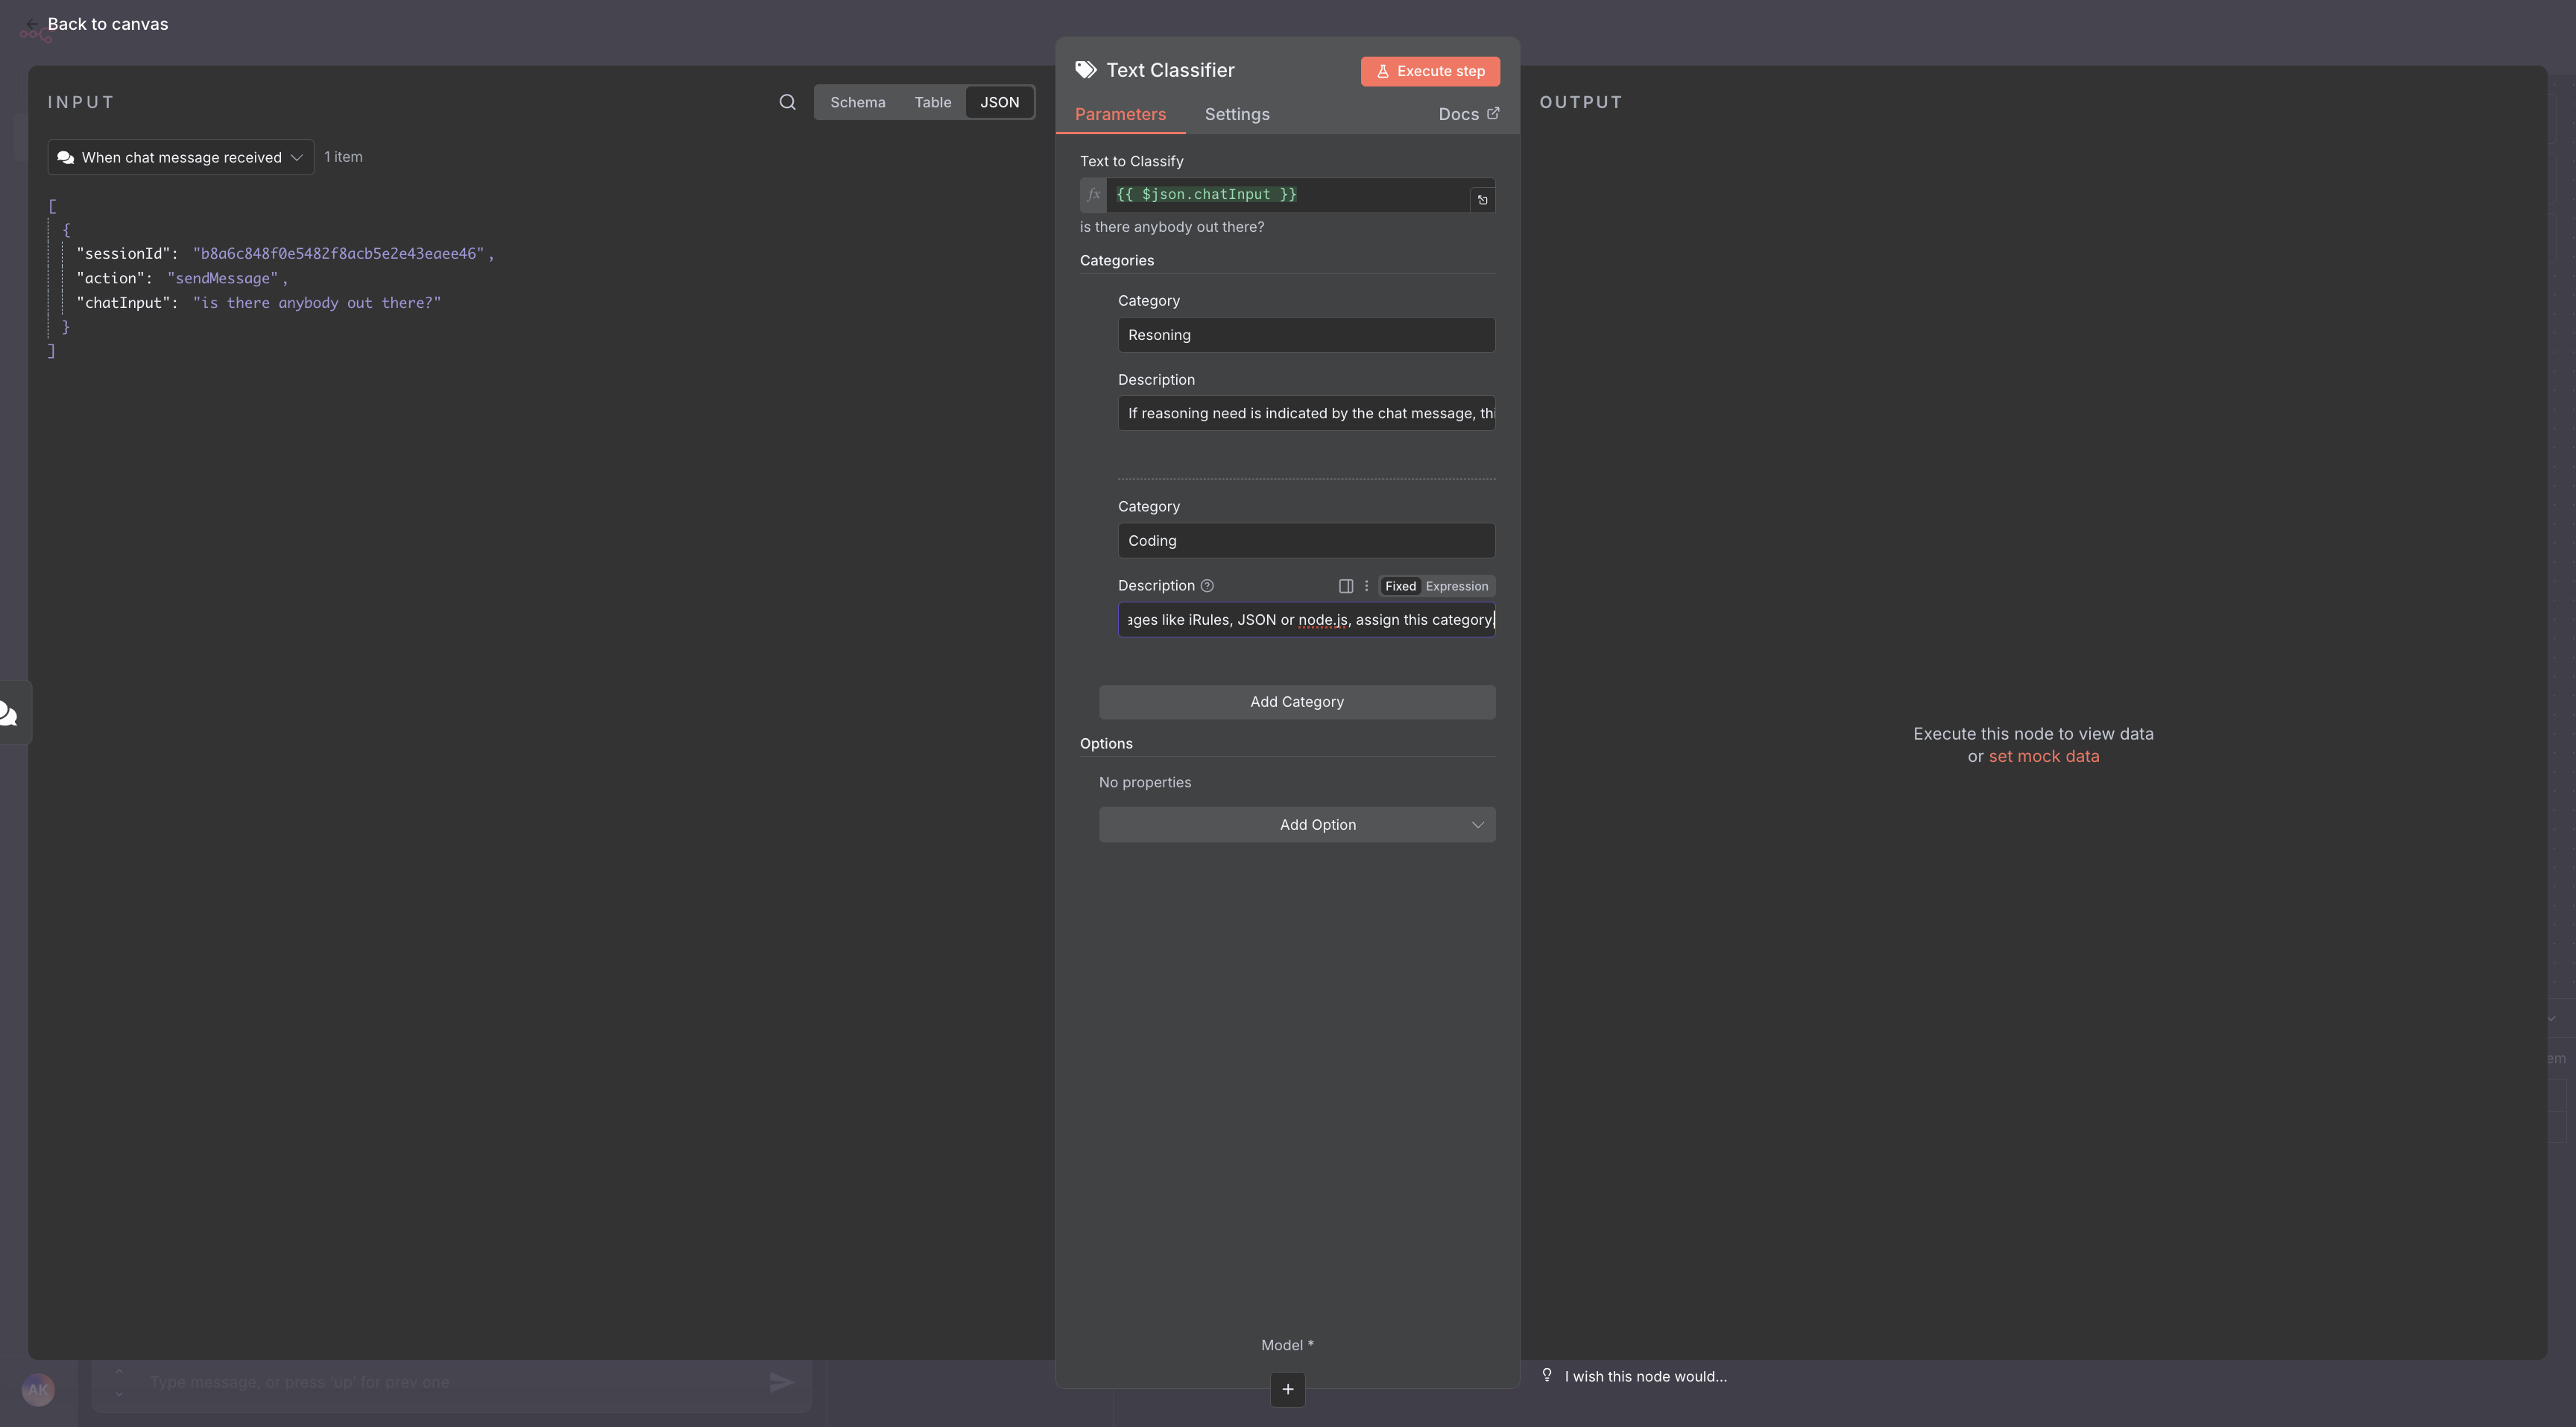 Back to canvas
INPUT
Schema
Table
JSON
When chat message received
1 item
[
{
"sessionId": "b8a6c848f0e5482f8acb5e2e43eaee46",
"action": "sendMessage",
"chatInput": "is there anybody out there?"
}
]
Text Classifier
Execute step
Parameters
Settings
Docs
Text to Classify
fx
{{ $json.chatInput }}
is there anybody out there?
Categories
Category
Resoning
Description
If reasoning need is indicated by the chat message, thi
Category
Coding
Description
Fixed
Expression
ages like iRules, JSON or node.js, assign this category
Add Category
Options
No properties
Add Option
Model *
+
OUTPUT
Execute this node to view data
or set mock data
I wish this node would...
AK
Type message, or press 'up' for prev one
em